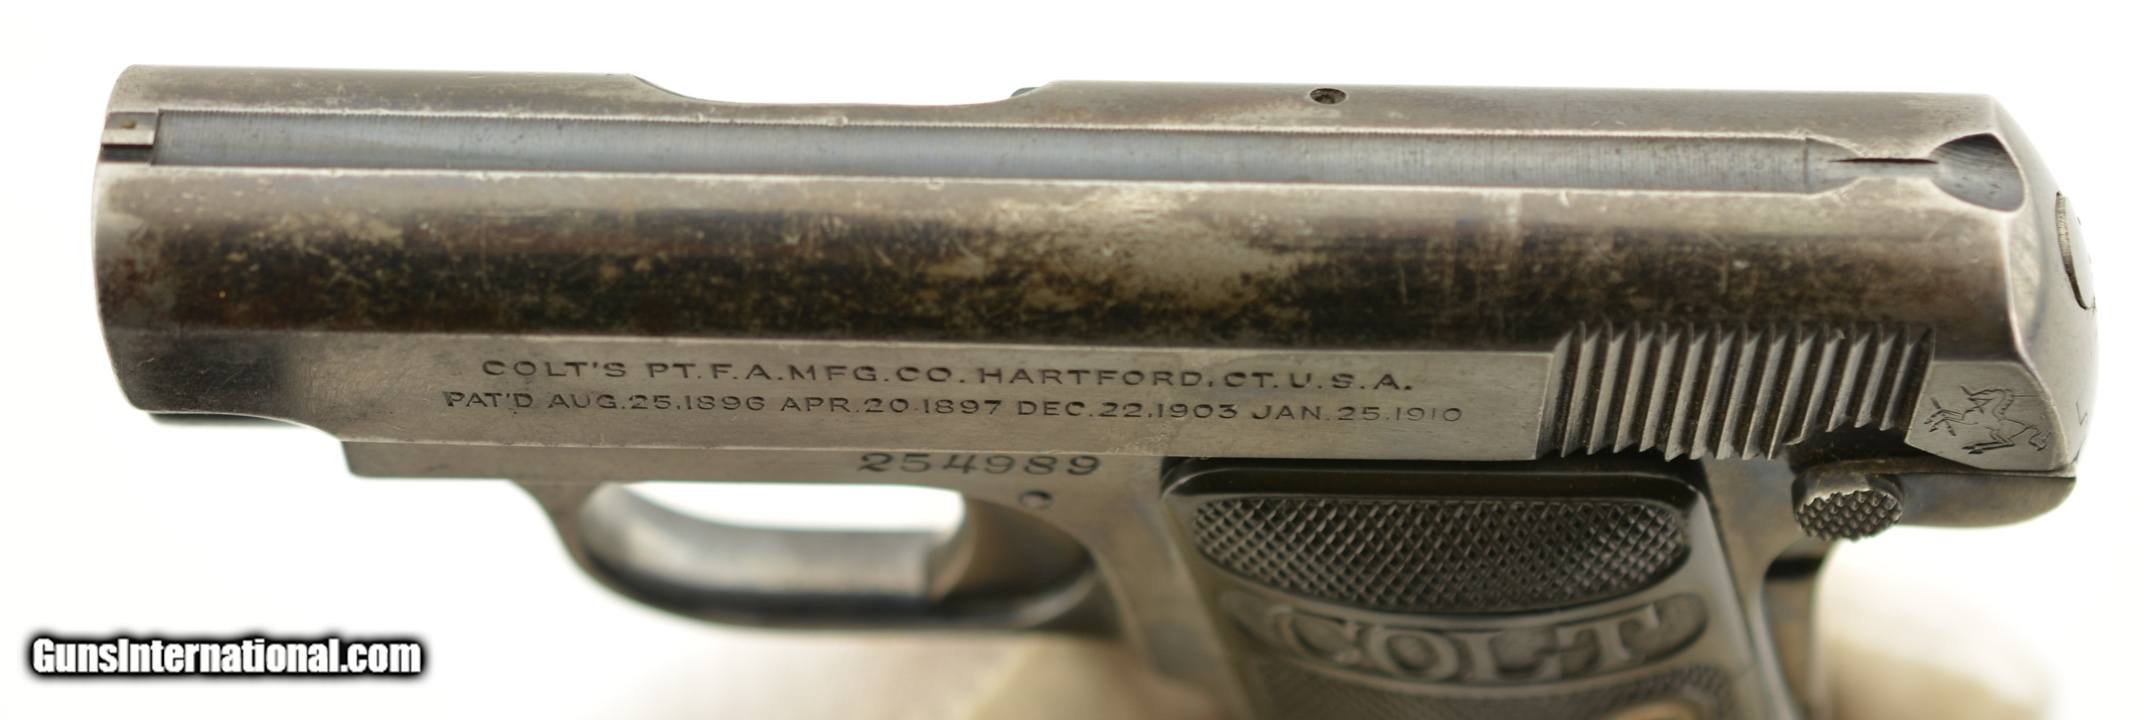 COLT'S PT.F.A.MFG.CO. HARTFORD, CT. U.S.A.
PAT'D AUG.25.1896 APR.20.1897 DEC.22.1903 JAN.25.1910
254989
COLT
GunsInternational.com